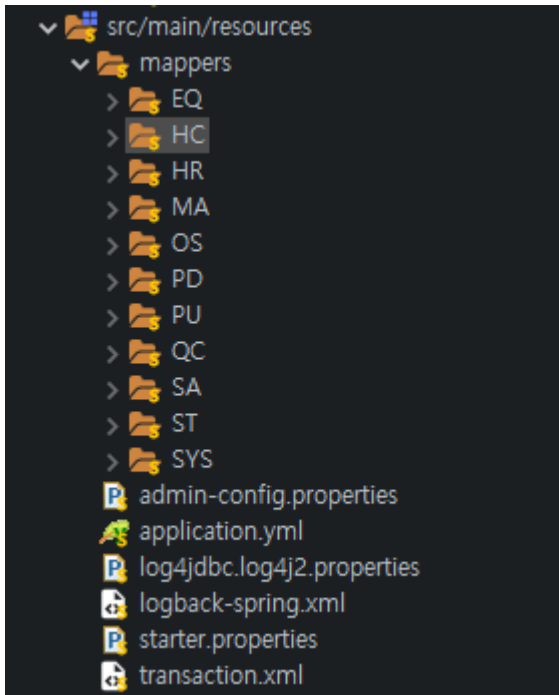 src/main/resources
mappers
EQ
HC
HR
MA
OS
PD
PU
QC
SA
ST
SYS
admin-config.properties
application.yml
log4jdbc.log4j2.properties
logback-spring.xml
starter.properties
transaction.xml